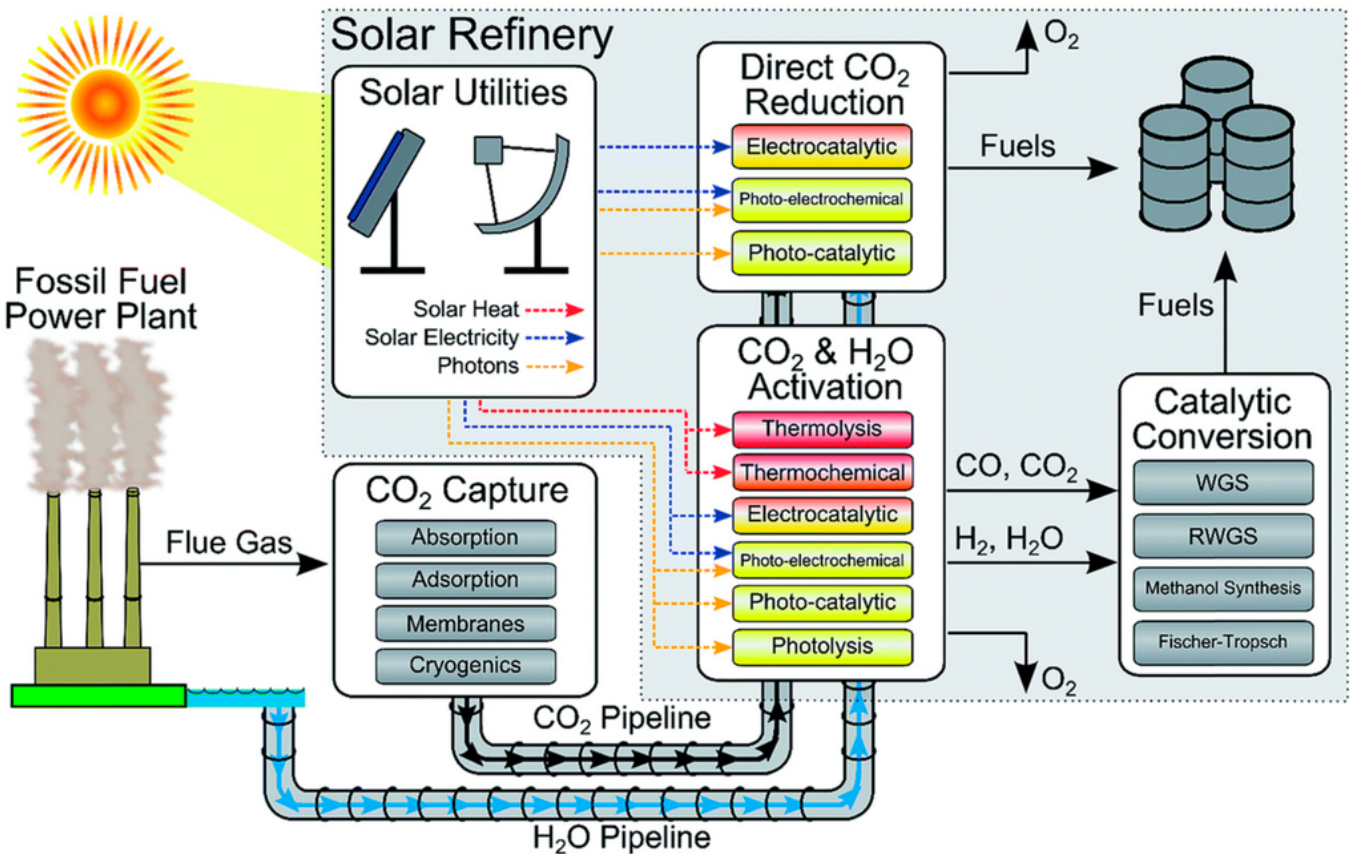 Solar Refinery
Solar Utilities
Solar Heat
Solar Electricity
Photons
Direct CO₂
Reduction
Electrocatalytic
Photo-electrochemical
Photo-catalytic
O₂
Fuels
Fossil Fuel
Power Plant
Flue Gas
CO₂ Capture
Absorption
Adsorption
Membranes
Cryogenics
CO₂ & H₂O
Activation
Thermolysis
Thermochemical
Electrocatalytic
Photo-electrochemical
Photo-catalytic
Photolysis
CO, CO₂
H₂, H₂O
O₂
Fuels
Catalytic
Conversion
WGS
RWGS
Methanol Synthesis
Fischer-Tropsch
CO₂ Pipeline
H₂O Pipeline